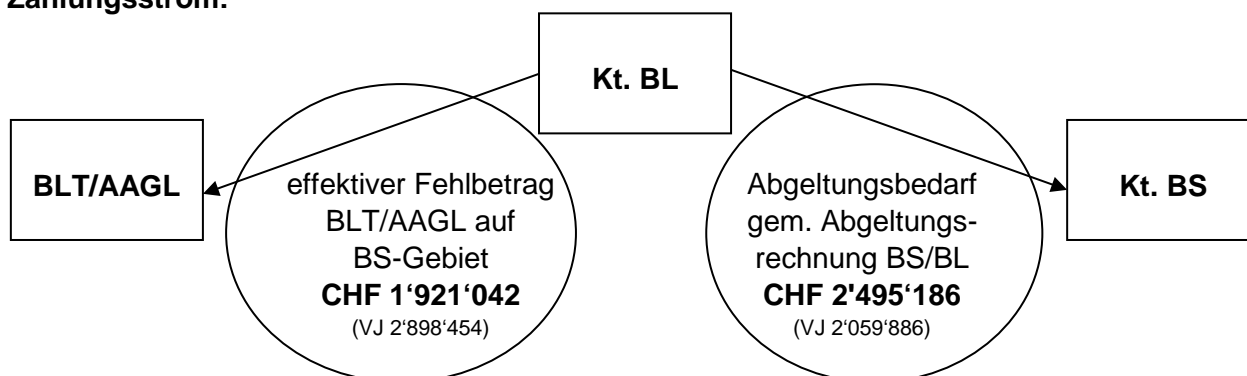 Zahlungsstrom:
Kt. BL
BLT/AAGL
effektiver Fehlbetrag
BLT/AAGL auf
BS-Gebiet
CHF 1‘921‘042
(VJ 2‘898‘454)
Abgeltungsbedarf
gem. Abgeltungs-
rechnung BS/BL
CHF 2'495‘186
(VJ 2‘059‘886)
Kt. BS